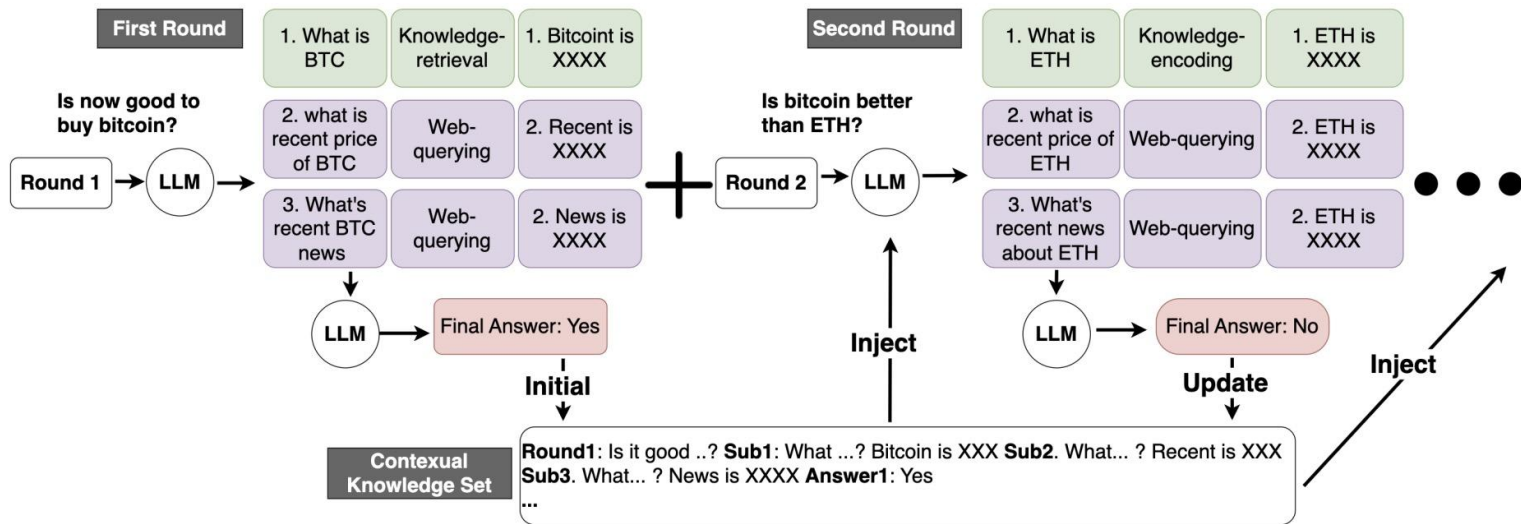 First Round
1. What is
BTC
Knowledge-
retrieval
1. Bitcoint is
XXXX
Is now good to
buy bitcoin?
2. what is
recent price
of BTC
Web-
querying
2. Recent is
XXXX
Round 1
LLM
3. What's
recent BTC
news
Web-
querying
2. News is
XXXX
LLM
Final Answer: Yes
Initial
Second Round
1. What is
ETH
Knowledge-
encoding
1. ETH is
XXXX
Is bitcoin better
than ETH?
2. what is
recent price of
ETH
Web-querying
2. ETH is
XXXX
Round 2
LLM
3. What's
recent news
about ETH
Web-querying
2. ETH is
XXXX
LLM
Final Answer: No
Inject
Update
Inject
Contexual
Knowledge Set
Round1: Is it good ..? Sub1: What ...? Bitcoin is XXX Sub2. What... ? Recent is XXX
Sub3. What... ? News is XXXX Answer1: Yes
...